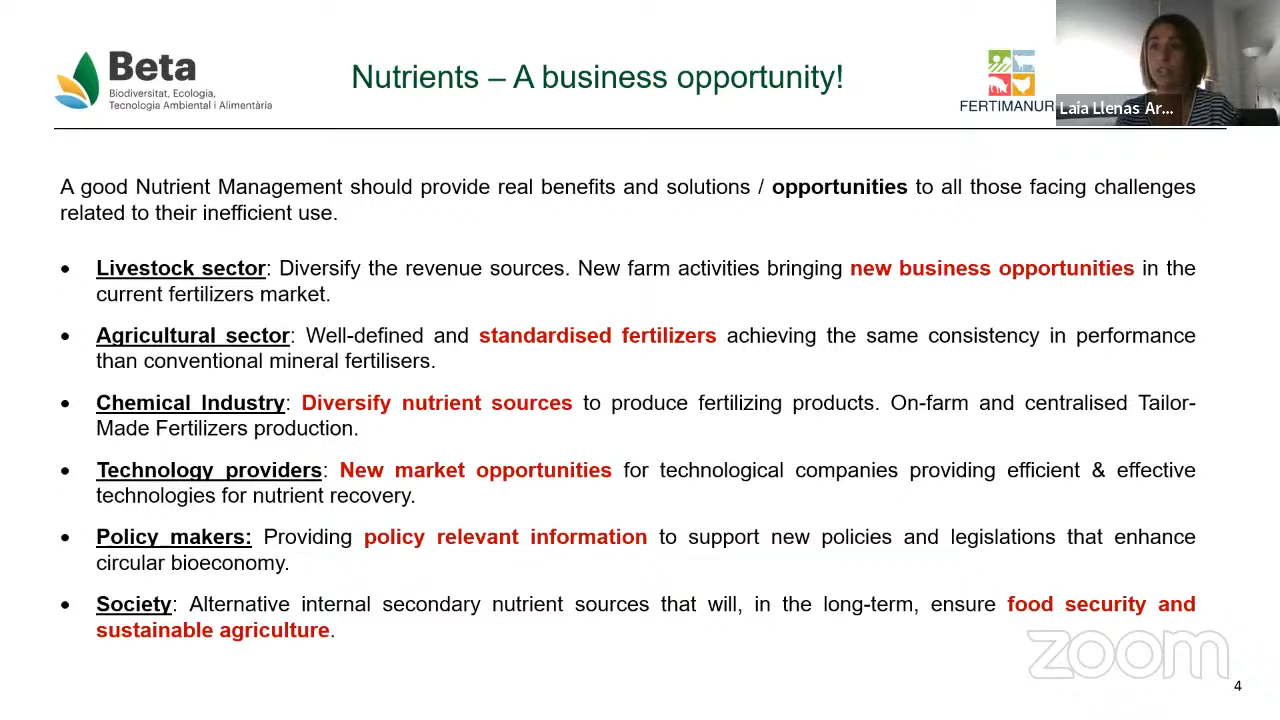 Beta
Biodiversitat, Ecologia,
Tecnologia Ambiental i Alimentària
Nutrients – A business opportunity!
FERTIMANUR
Laia Llenas Ar...
A good Nutrient Management should provide real benefits and solutions / opportunities to all those facing challenges
related to their inefficient use.
• Livestock sector: Diversify the revenue sources. New farm activities bringing new business opportunities in the
current fertilizers market.
• Agricultural sector: Well-defined and standardised fertilizers achieving the same consistency in performance
than conventional mineral fertilisers.
• Chemical Industry: Diversify nutrient sources to produce fertilizing products. On-farm and centralised Tailor-
Made Fertilizers production.
• Technology providers: New market opportunities for technological companies providing efficient & effective
technologies for nutrient recovery.
• Policy makers: Providing policy relevant information to support new policies and legislations that enhance
circular bioeconomy.
• Society: Alternative internal secondary nutrient sources that will, in the long-term, ensure food security and
sustainable agriculture.
zoom
4